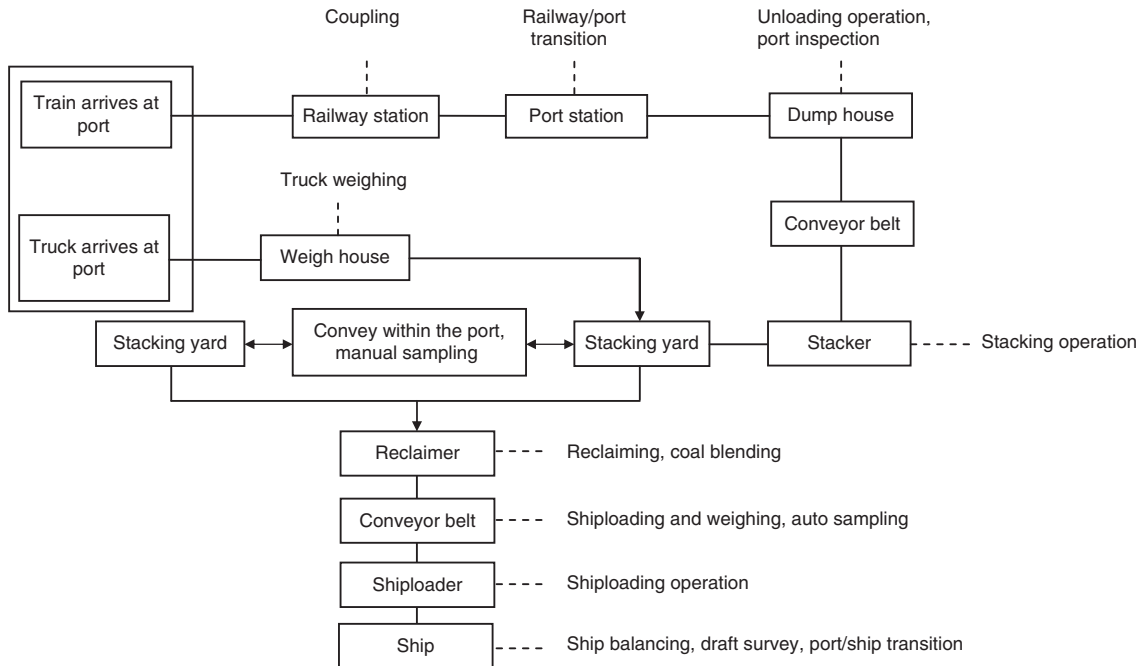 Coupling
Railway/port
transition
Unloading operation,
port inspection
Train arrives at
port
Railway station
Port station
Dump house
Truck weighing
Conveyor belt
Truck arrives at
port
Weigh house
Stacking yard
Convey within the port,
manual sampling
Stacking yard
Stacker
Stacking operation
Reclaimer
Reclaiming, coal blending
Conveyor belt
Shiploading and weighing, auto sampling
Shiploader
Shiploading operation
Ship
Ship balancing, draft survey, port/ship transition